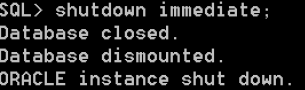 SQL> shutdown immediate;
Database closed.
Database dismounted.
ORACLE instance shut down.